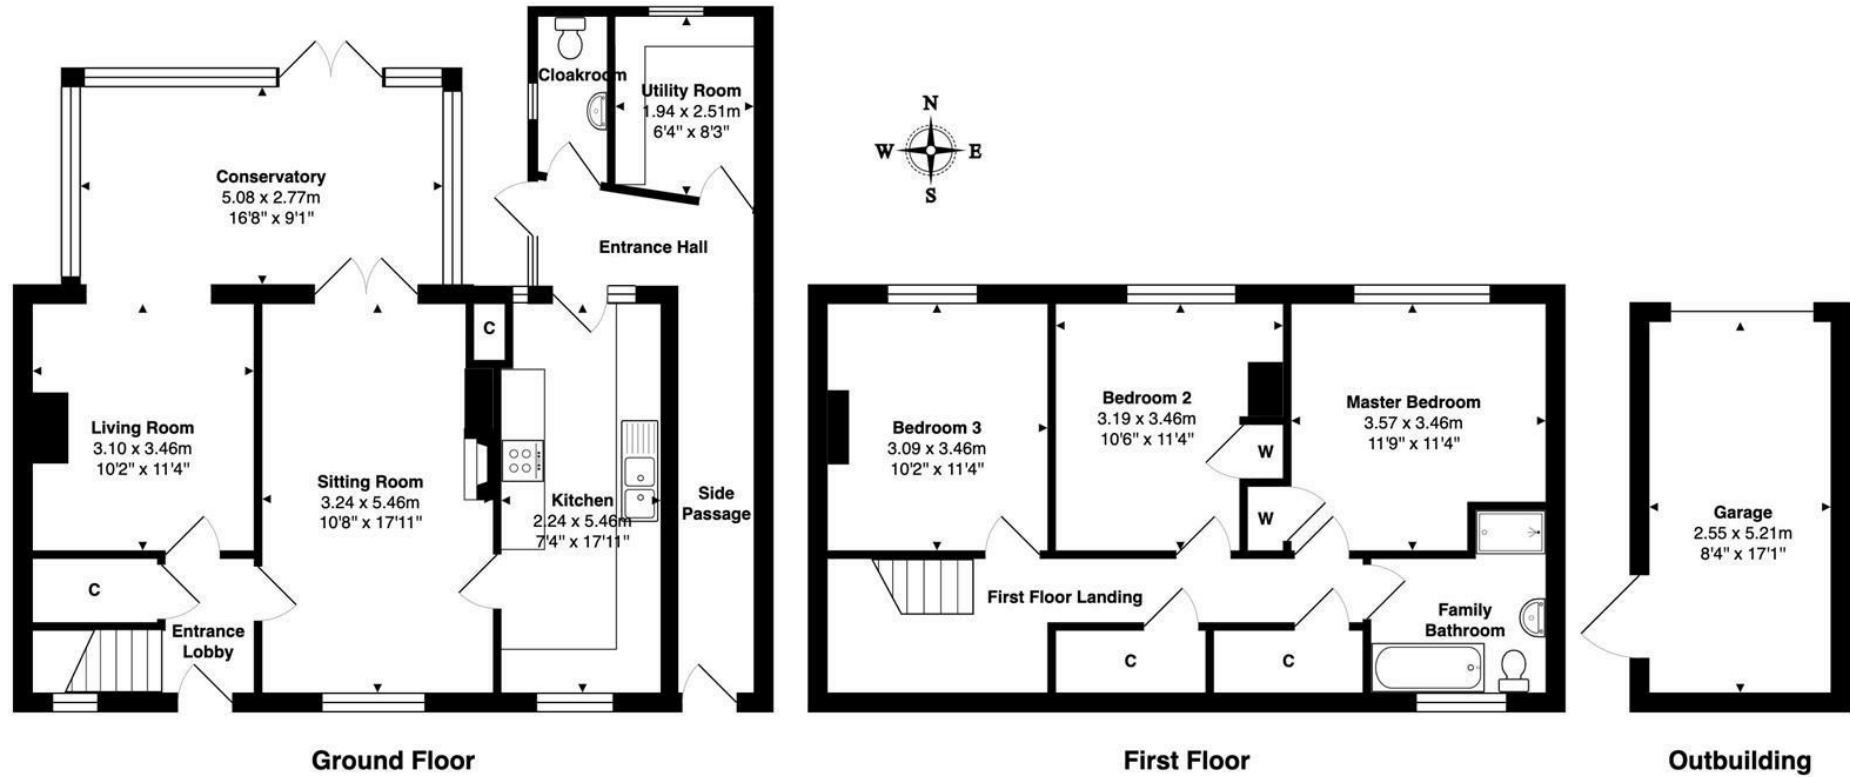 Cloakroom
Utility Room
1.94 x 2.51m
6'4" x 8'3"
N
W
E
S
Conservatory
5.08 x 2.77m
16'8" x 9'1"
Entrance Hall
C
Living Room
3.10 x 3.46m
10'2" x 11'4"
Sitting Room
3.24 x 5.46m
10'8" x 17'11"
Kitchen
2.24 x 5.46m
7'4" x 17'11"
Side
Passage
C
Entrance
Lobby
Bedroom 3
3.09 x 3.46m
10'2" x 11'4"
Bedroom 2
3.19 x 3.46m
10'6" x 11'4"
Master Bedroom
3.57 x 3.46m
11'9" x 11'4"
W
W
First Floor Landing
Family
Bathroom
C
C
Garage
2.55 x 5.21m
8'4" x 17'1"
Ground Floor
First Floor
Outbuilding